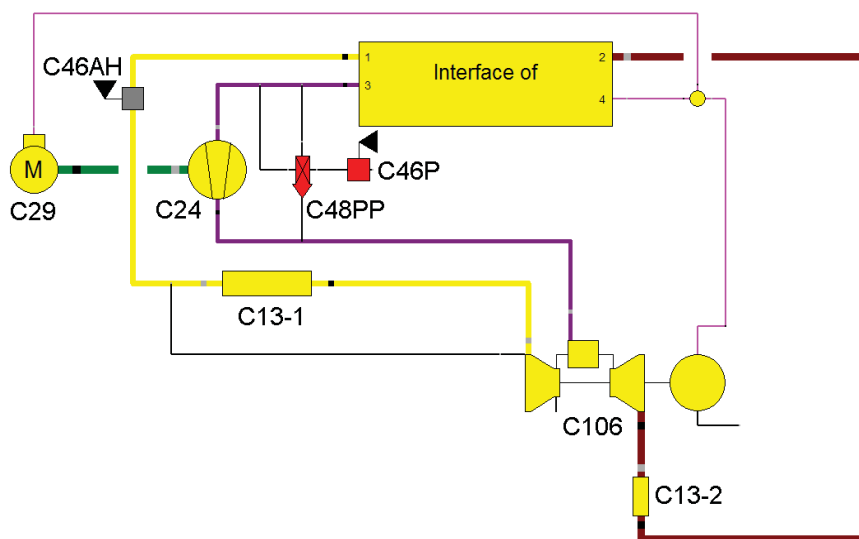 C46AH
1
2
Interface of
3
4
M
C46P
C29
C24
C48PP
C13-1
C106
C13-2